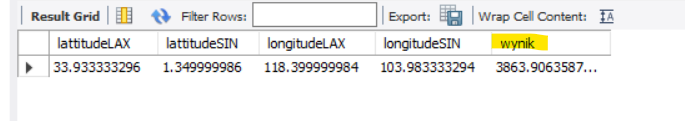 Result Grid Filter Rows: Export: Wrap Cell Content: IA
lattitudeLAX lattitudeSIN longitudeLAX longitudeSIN wynik
33.933333296 1.349999986 118.399999984 103.983333294 3863.9063587...